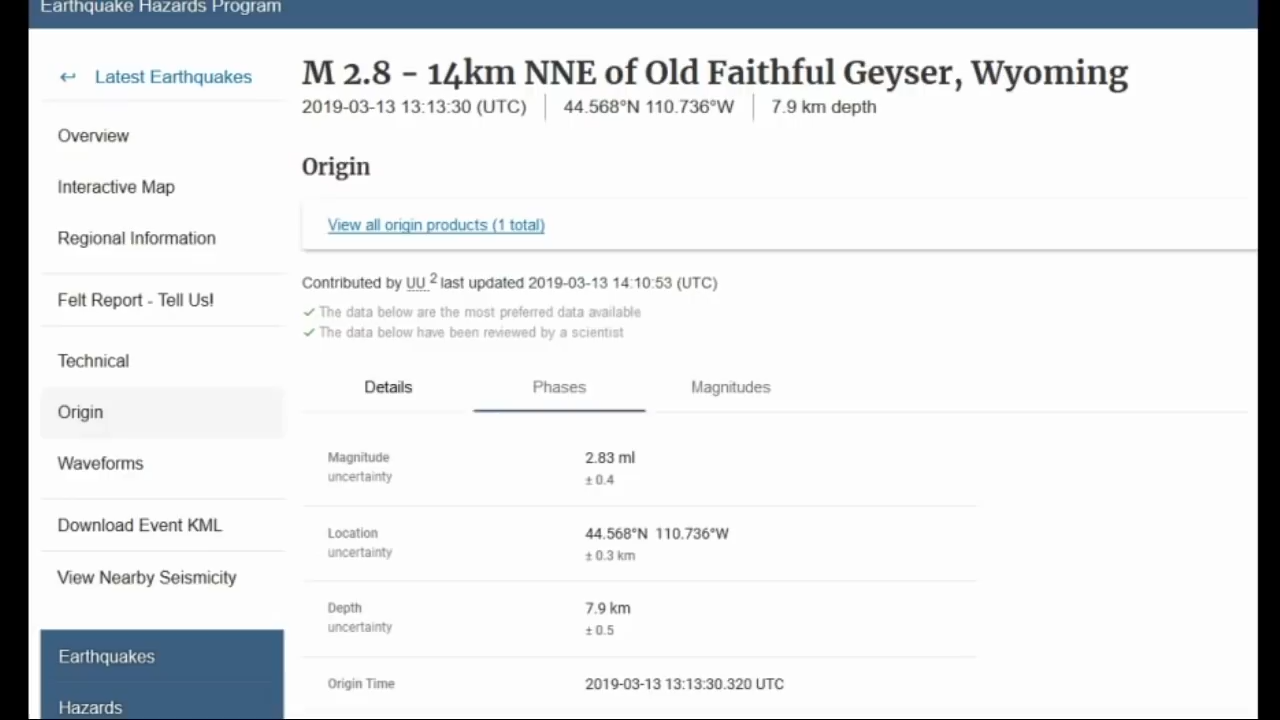 Earthquake Hazards Program
↩ Latest Earthquakes
Overview
Interactive Map
Regional Information
Felt Report - Tell Us!
Technical
Origin
Waveforms
Download Event KML
View Nearby Seismicity
Earthquakes
Hazards
M 2.8 - 14km NNE of Old Faithful Geyser, Wyoming
2019-03-13 13:13:30 (UTC) 44.568°N 110.736°W 7.9 km depth
Origin
View all origin products (1 total)
Contributed by UU 2 last updated 2019-03-13 14:10:53 (UTC)
✓ The data below are the most preferred data available
✓ The data below have been reviewed by a scientist
Details Phases Magnitudes
Magnitude 2.83 ml
uncertainty ± 0.4
Location 44.568°N 110.736°W
uncertainty ± 0.3 km
Depth 7.9 km
uncertainty ± 0.5
Origin Time 2019-03-13 13:13:30.320 UTC